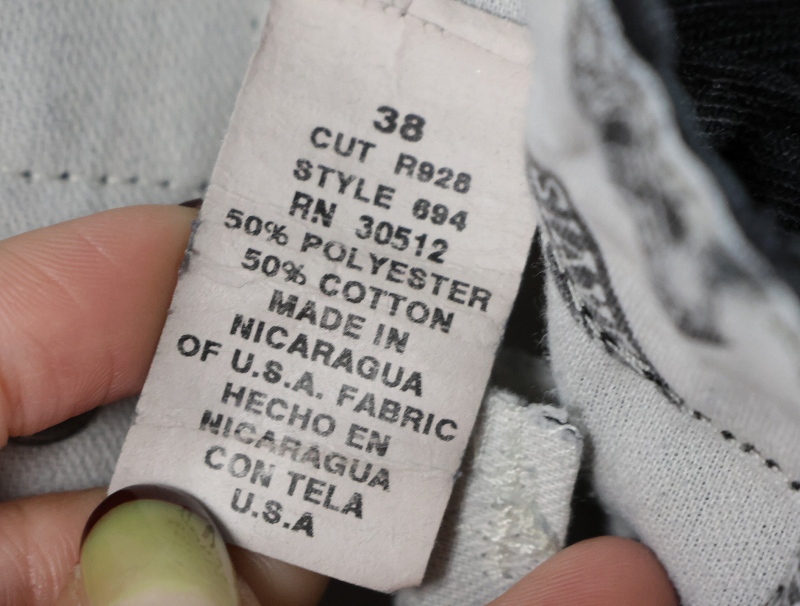 38
CUT R928
STYLE 694
RN 30512
50% POLYESTER
50% COTTON
MADE IN
NICARAGUA
OF U.S.A. FABRIC
HECHO EN
NICARAGUA
CON TELA
U.S.A